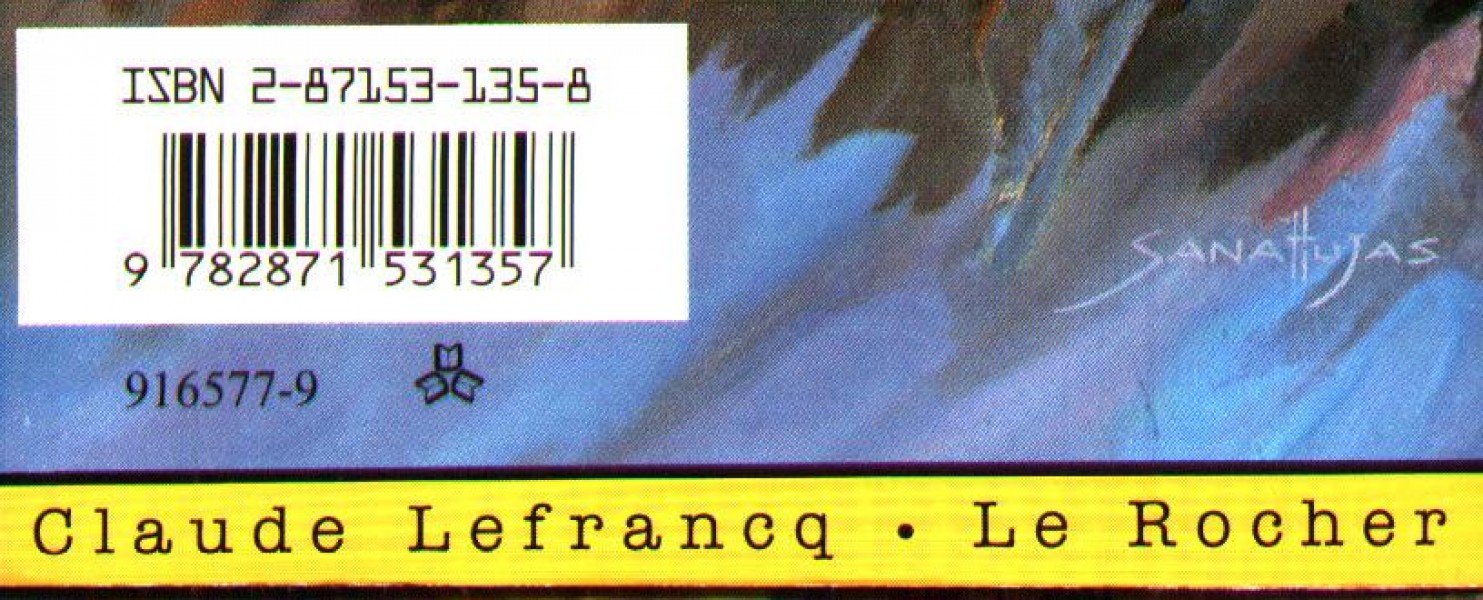 ISBN 2-87153-135-8
9 782871 531357
SANAHUJAS
916577-9
Claude Lefrancq • Le Rocher